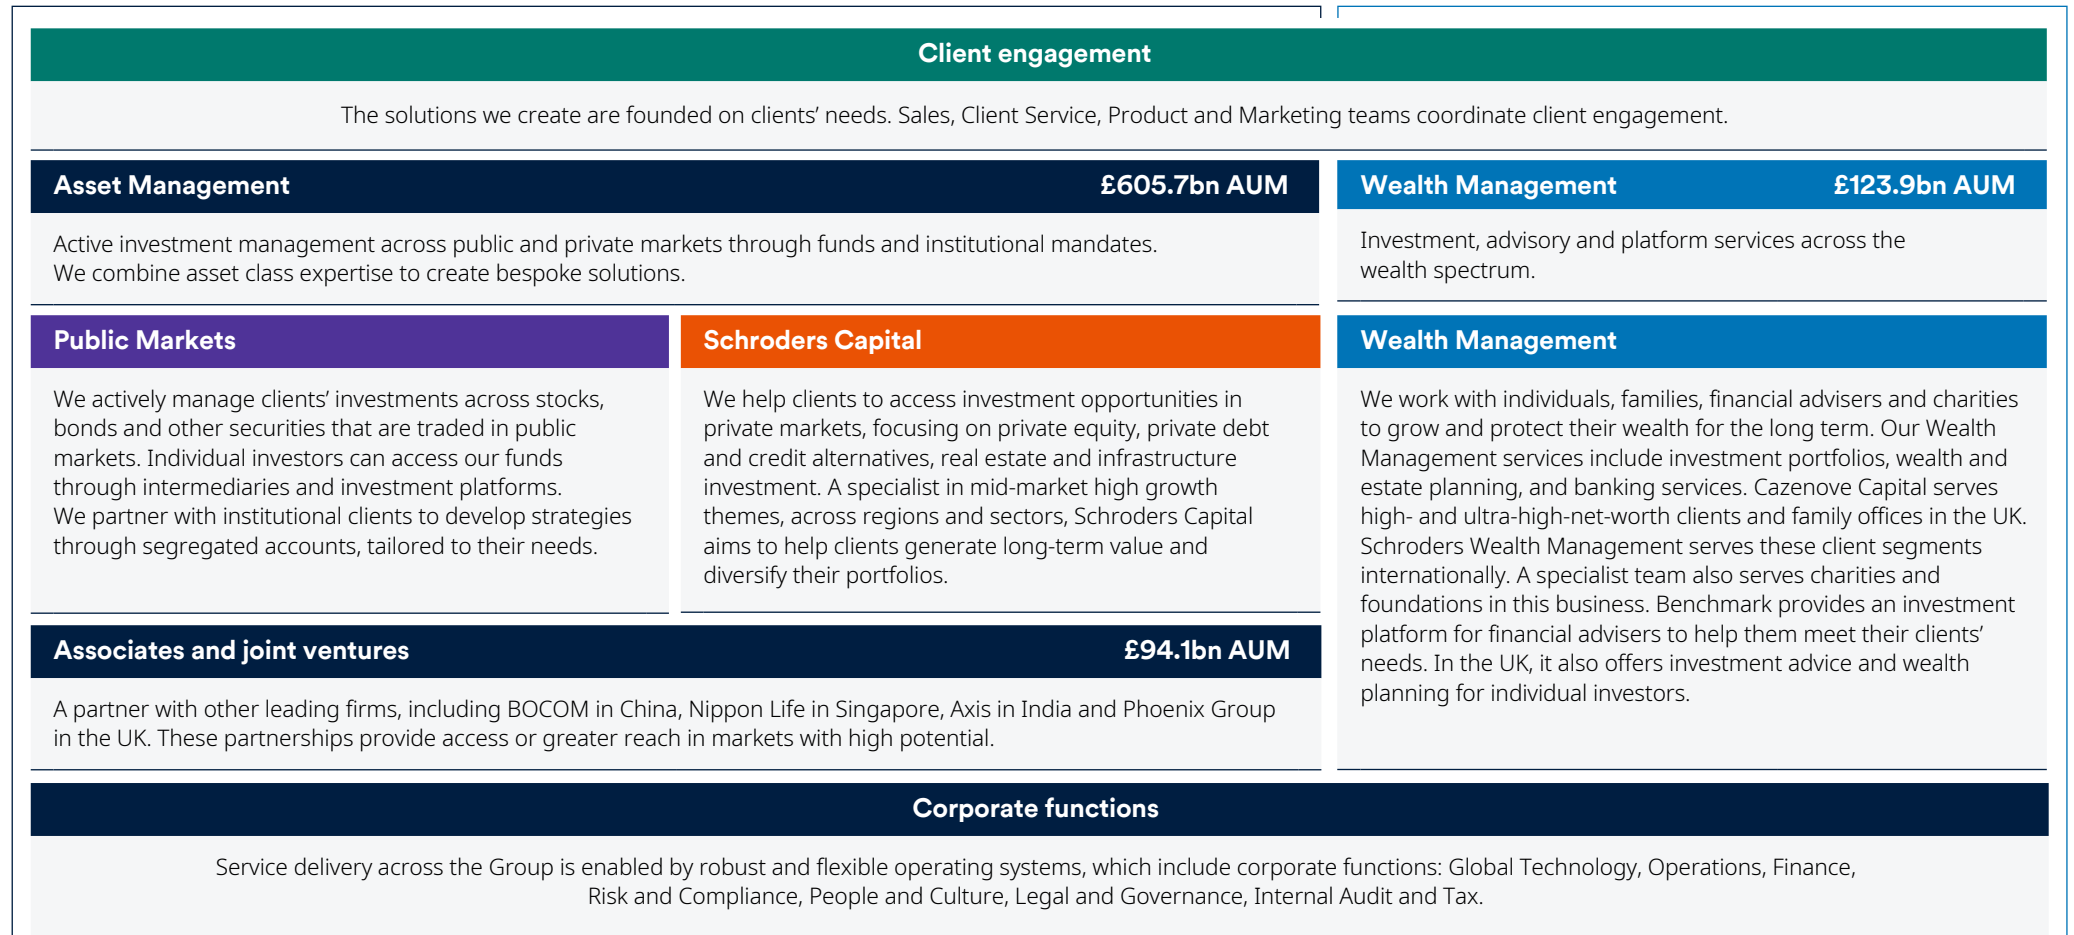 Client engagement
The solutions we create are founded on clients’ needs. Sales, Client Service, Product and Marketing teams coordinate client engagement.
Asset Management £605.7bn AUM
Active investment management across public and private markets through funds and institutional mandates.
We combine asset class expertise to create bespoke solutions.
Wealth Management £123.9bn AUM
Investment, advisory and platform services across the
wealth spectrum.
Public Markets
We actively manage clients’ investments across stocks,
bonds and other securities that are traded in public
markets. Individual investors can access our funds
through intermediaries and investment platforms.
We partner with institutional clients to develop strategies
through segregated accounts, tailored to their needs.
Schroders Capital
We help clients to access investment opportunities in
private markets, focusing on private equity, private debt
and credit alternatives, real estate and infrastructure
investment. A specialist in mid-market high growth
themes, across regions and sectors, Schroders Capital
aims to help clients generate long-term value and
diversify their portfolios.
Wealth Management
We work with individuals, families, financial advisers and charities
to grow and protect their wealth for the long term. Our Wealth
Management services include investment portfolios, wealth and
estate planning, and banking services. Cazenove Capital serves
high- and ultra-high-net-worth clients and family offices in the UK.
Schroders Wealth Management serves these client segments
internationally. A specialist team also serves charities and
foundations in this business. Benchmark provides an investment
platform for financial advisers to help them meet their clients’
needs. In the UK, it also offers investment advice and wealth
planning for individual investors.
Associates and joint ventures £94.1bn AUM
A partner with other leading firms, including BOCOM in China, Nippon Life in Singapore, Axis in India and Phoenix Group
in the UK. These partnerships provide access or greater reach in markets with high potential.
Corporate functions
Service delivery across the Group is enabled by robust and flexible operating systems, which include corporate functions: Global Technology, Operations, Finance,
Risk and Compliance, People and Culture, Legal and Governance, Internal Audit and Tax.